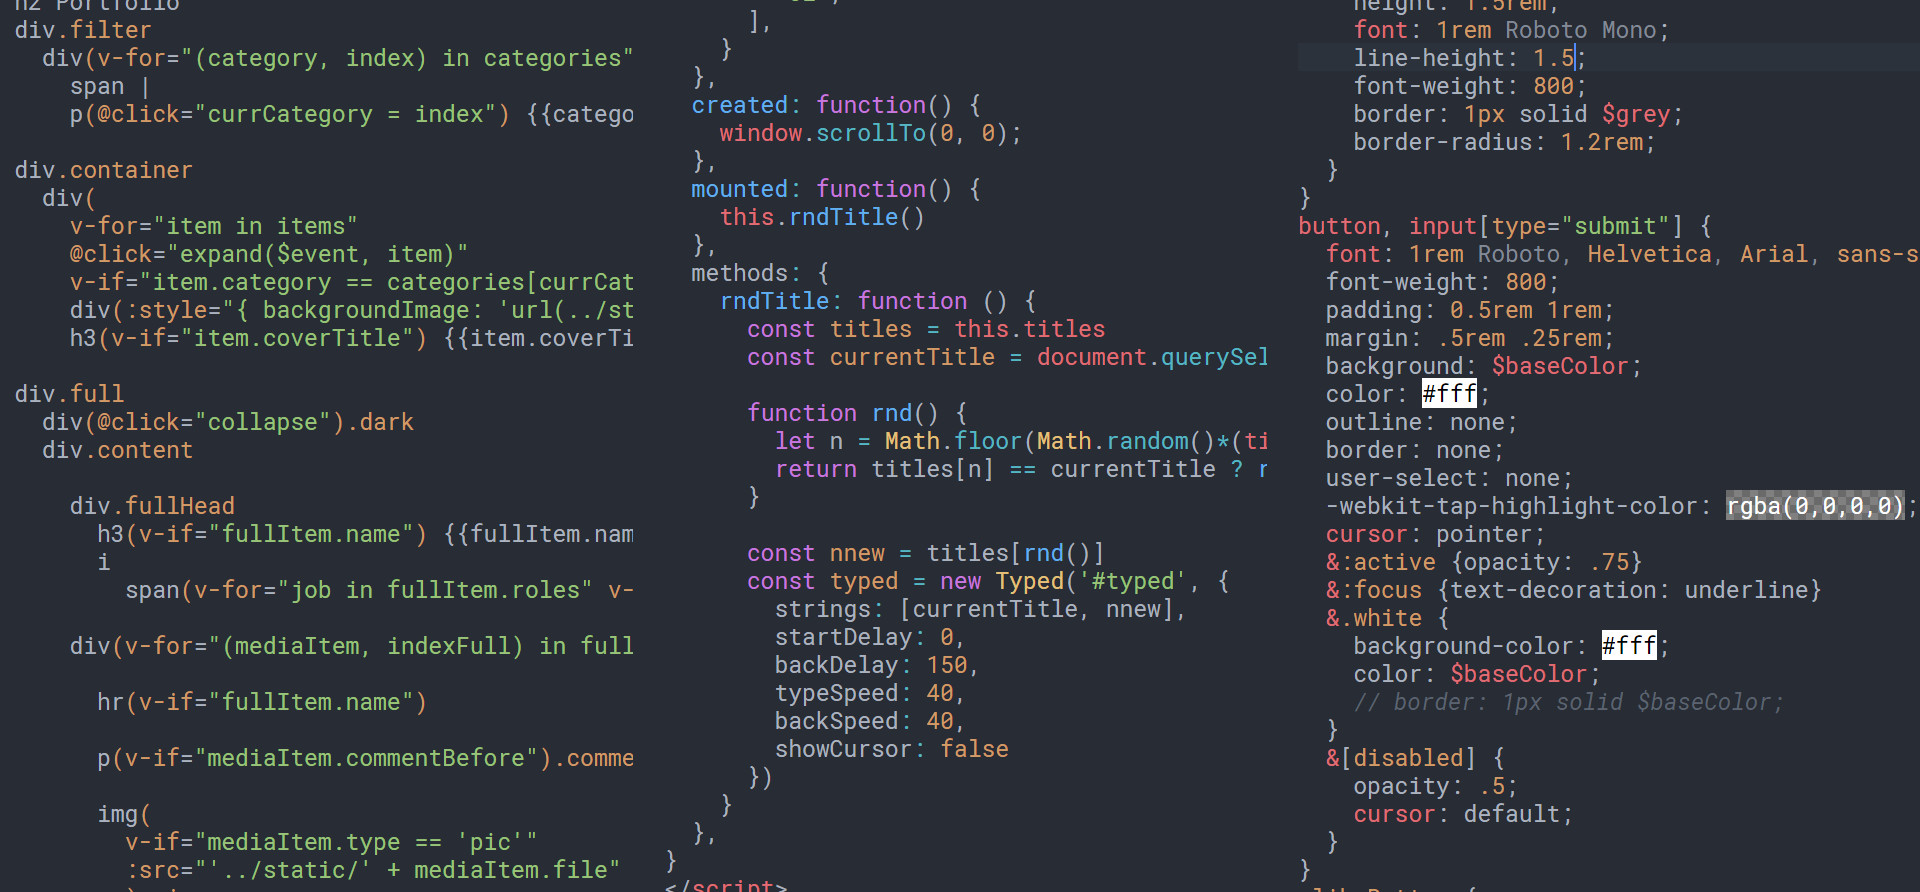 h2 Portfolio
div.filter
  div(v-for="(category, index) in categories"
    span |
    p(@click="currCategory = index") {{catego

div.container
  div(
    v-for="item in items"
    @click="expand($event, item)"
    v-if="item.category == categories[currCat
    div(:style="{ backgroundImage: 'url(../st
    h3(v-if="item.coverTitle") {{item.coverTi

div.full
  div(@click="collapse").dark
  div.content

    div.fullHead
      h3(v-if="fullItem.name") {{fullItem.nam
      i
        span(v-for="job in fullItem.roles" v-

    div(v-for="(mediaItem, indexFull) in full

      hr(v-if="fullItem.name")

      p(v-if="mediaItem.commentBefore").comme

      img(
        v-if="mediaItem.type == 'pic'"
        :src="'../static/' + mediaItem.file"

      ],
    }
  },
  created: function() {
    window.scrollTo(0, 0);
  },
  mounted: function() {
    this.rndTitle()
  },
  methods: {
    rndTitle: function () {
      const titles = this.titles
      const currentTitle = document.querySel

      function rnd() {
        let n = Math.floor(Math.random()*(ti
        return titles[n] == currentTitle ? r
      }

      const nnew = titles[rnd()]
      const typed = new Typed('#typed', {
        strings: [currentTitle, nnew],
        startDelay: 0,
        backDelay: 150,
        typeSpeed: 40,
        backSpeed: 40,
        showCursor: false
      })
    }
  },
}
</script>

    height: 1.5rem;
    font: 1rem Roboto Mono;
    line-height: 1.5;
    font-weight: 800;
    border: 1px solid $grey;
    border-radius: 1.2rem;
  }
}
button, input[type="submit"] {
  font: 1rem Roboto, Helvetica, Arial, sans-s
  font-weight: 800;
  padding: 0.5rem 1rem;
  margin: .5rem .25rem;
  background: $baseColor;
  color: #fff;
  outline: none;
  border: none;
  user-select: none;
  -webkit-tap-highlight-color: rgba(0,0,0,0);
  cursor: pointer;
  &:active {opacity: .75}
  &:focus {text-decoration: underline}
  &.white {
    background-color: #fff;
    color: $baseColor;
    // border: 1px solid $baseColor;
  }
  &[disabled] {
    opacity: .5;
    cursor: default;
  }
}